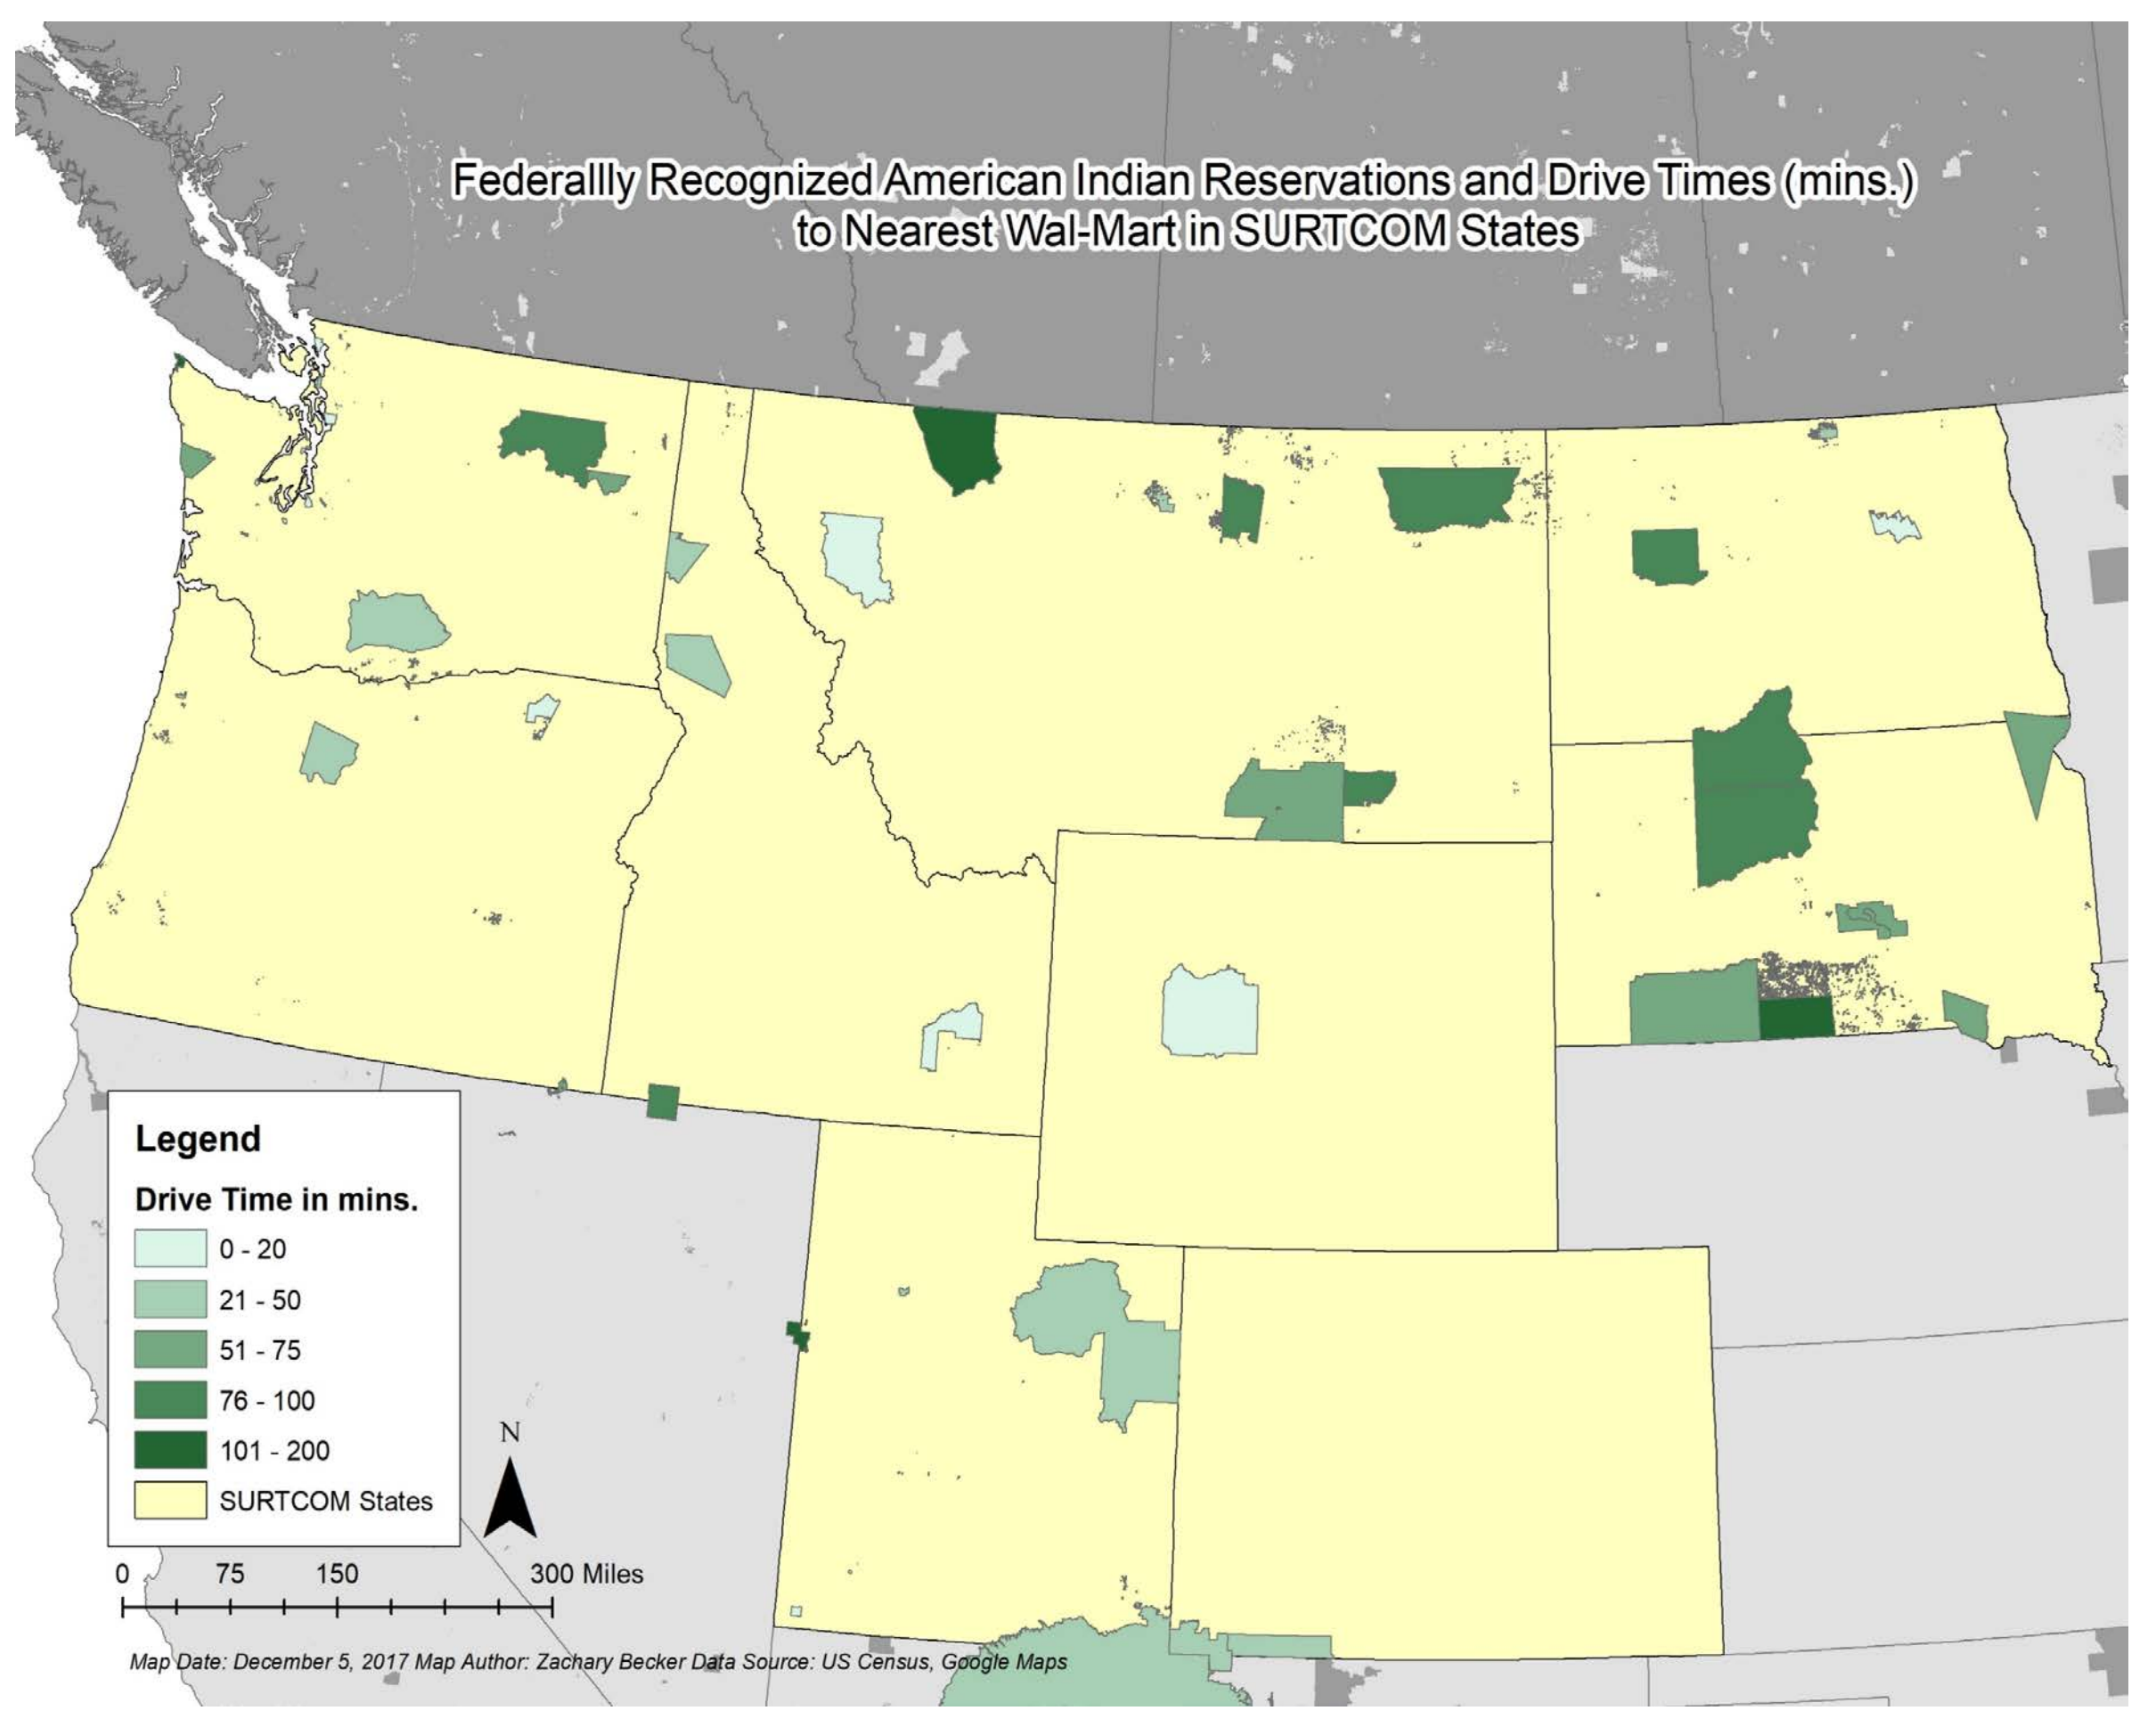 Federallly Recognized American Indian Reservations and Drive Times (mins.)
to Nearest Wal-Mart in SURTCOM States
Legend
Drive Time in mins.
0 - 20
21 - 50
51 - 75
76 - 100
101 - 200
SURTCOM States
N
0 75 150 300 Miles
Map Date: December 5, 2017 Map Author: Zachary Becker Data Source: US Census, Google Maps